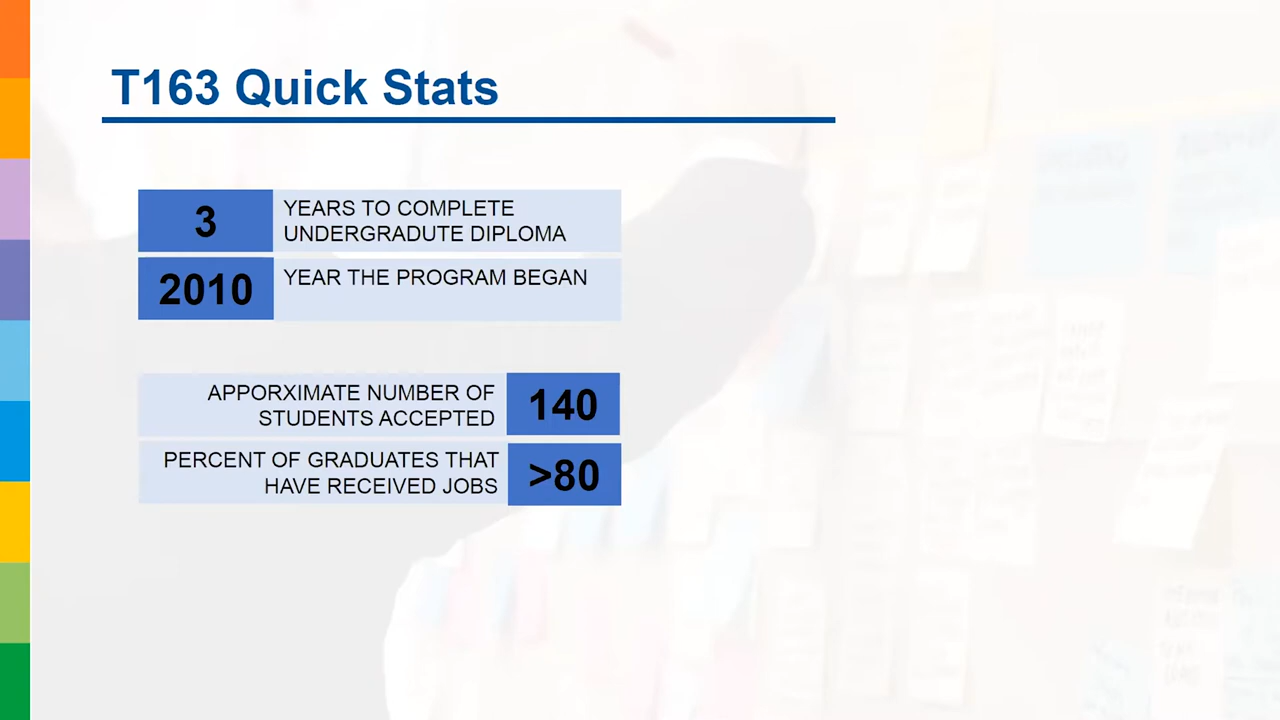 T163 Quick Stats
3
YEARS TO COMPLETE
UNDERGRADUTE DIPLOMA
2010
YEAR THE PROGRAM BEGAN
APPORXIMATE NUMBER OF
STUDENTS ACCEPTED
140
PERCENT OF GRADUATES THAT
HAVE RECEIVED JOBS
>80